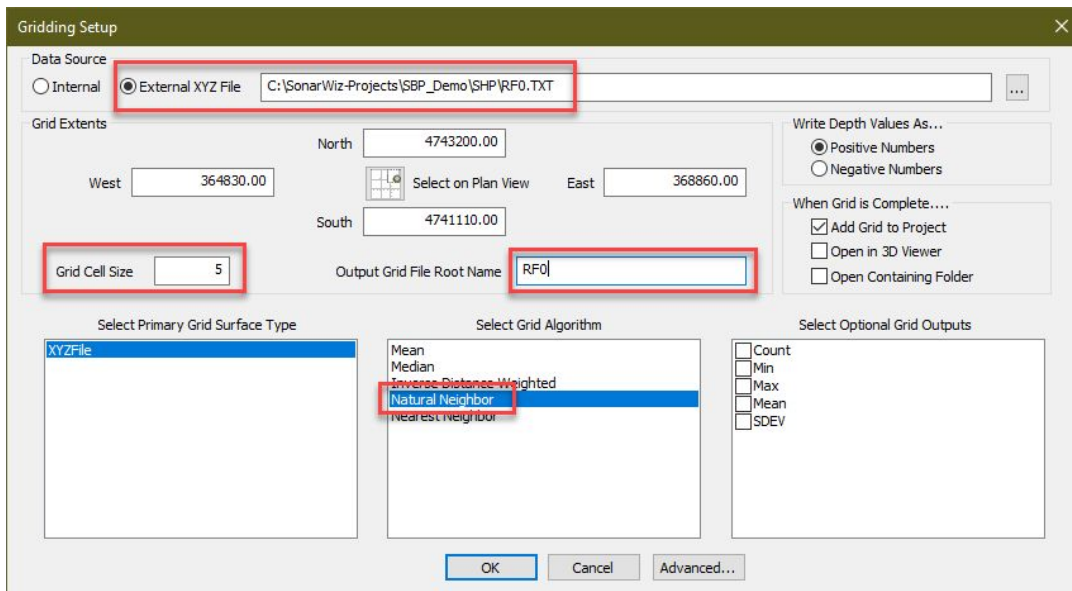 Gridding Setup
Data Source
Internal External XYZ File C:\SonarWiz-Projects\SBP_Demo\SHP\RF0.TXT ...
Grid Extents
North 4743200.00
West 364830.00 Select on Plan View East 368860.00
South 4741110.00
Grid Cell Size 5 Output Grid File Root Name RF0
Write Depth Values As...
Positive Numbers
Negative Numbers
When Grid is Complete....
Add Grid to Project
Open in 3D Viewer
Open Containing Folder
Select Primary Grid Surface Type
XYZFile
Select Grid Algorithm
Mean
Median
Inverse Distance Weighted
Natural Neighbor
Nearest Neighbor
Select Optional Grid Outputs
Count
Min
Max
Mean
SDEV
OK Cancel Advanced...